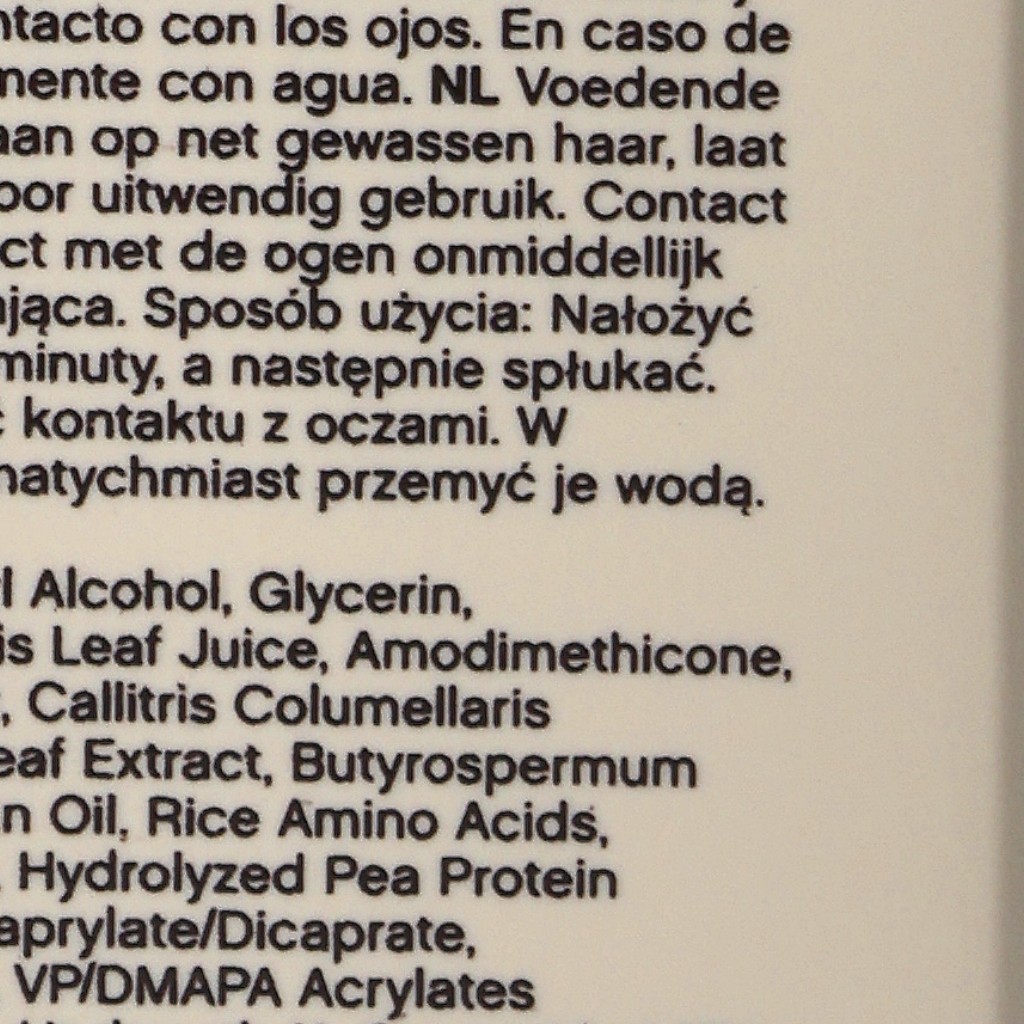 ntacto con los ojos. En caso de
mente con agua. NL Voedende
aan op net gewassen haar, laat
oor uitwendig gebruik. Contact
ct met de ogen onmiddellijk
jąca. Sposób użycia: Nałożyć
minuty, a następnie spłukać.
kontaktu z oczami. W
natychmiast przemyć je wodą.
l Alcohol, Glycerin,
is Leaf Juice, Amodimethicone,
, Callitris Columellaris
eaf Extract, Butyrospermum
n Oil, Rice Amino Acids,
Hydrolyzed Pea Protein
aprylate/Dicaprate,
VP/DMAPA Acrylates